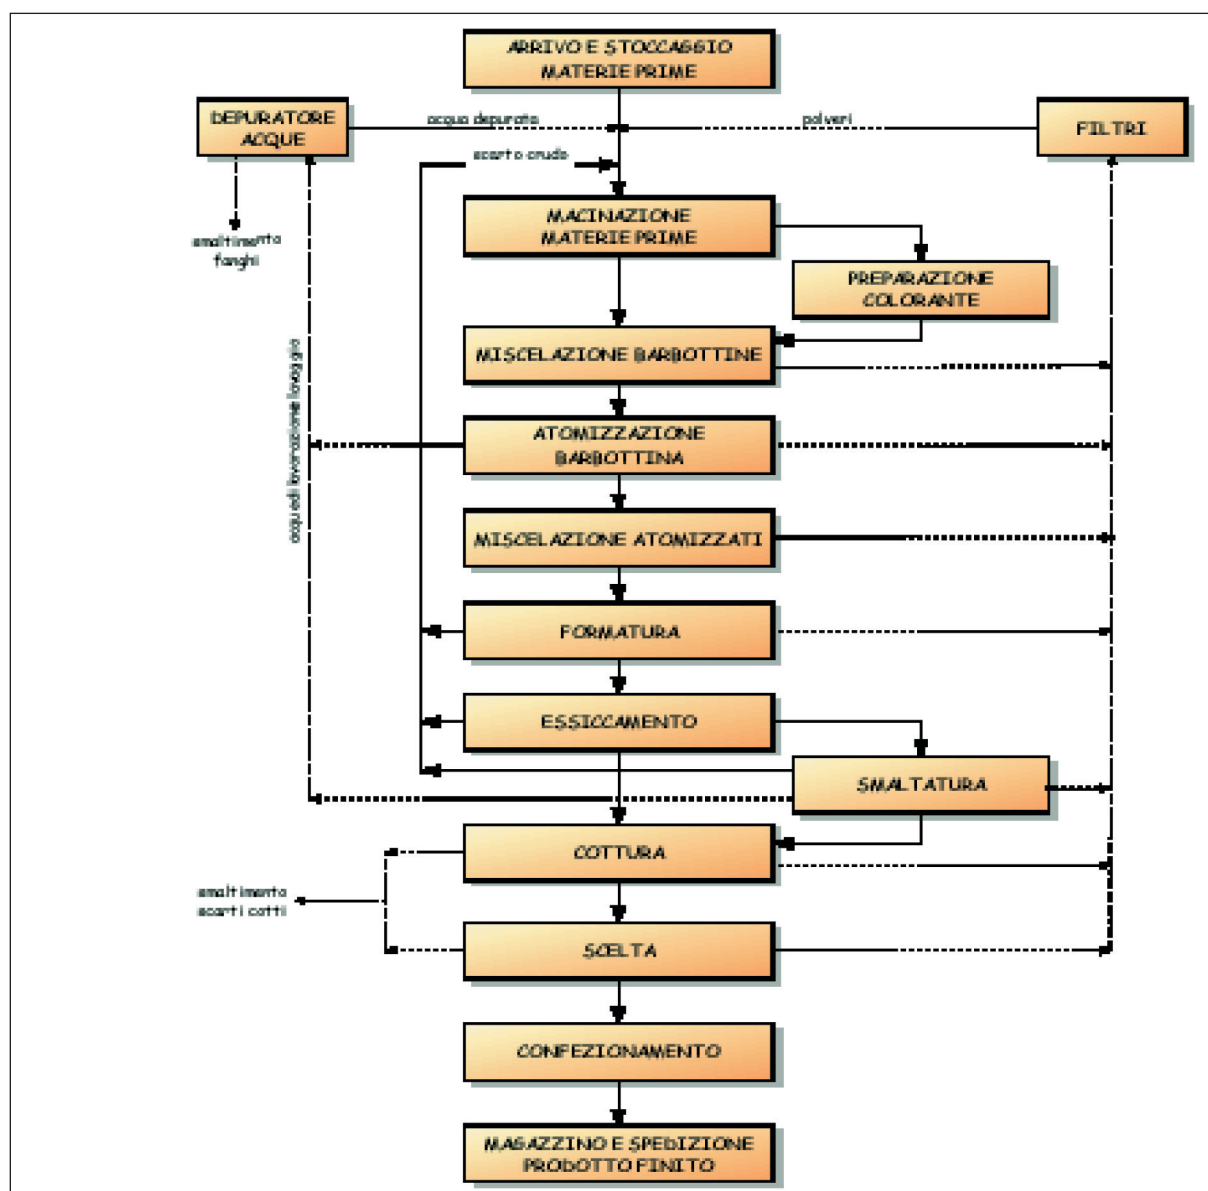 ARRIVO E STOCCAGGIO
MATERIE PRIME
DEPURATORE
ACQUE
acqua depurata
polveri
FILTRI
scarto crudo
MACINAZIONE
MATERIE PRIME
smaltimento
fanghi
PREPARAZIONE
COLORANTE
MISCELAZIONE BARBOTTINE
acque di lavorazione lavaggio
ATOMIZZAZIONE
BARBOTTINA
MISCELAZIONE ATOMIZZATI
FORMATURA
ESSICCAMENTO
SMALTATURA
COTTURA
smaltimento
scarti cotti
SCELTA
CONFEZIONAMENTO
MAGAZZINO E SPEDIZIONE
PRODOTTO FINITO